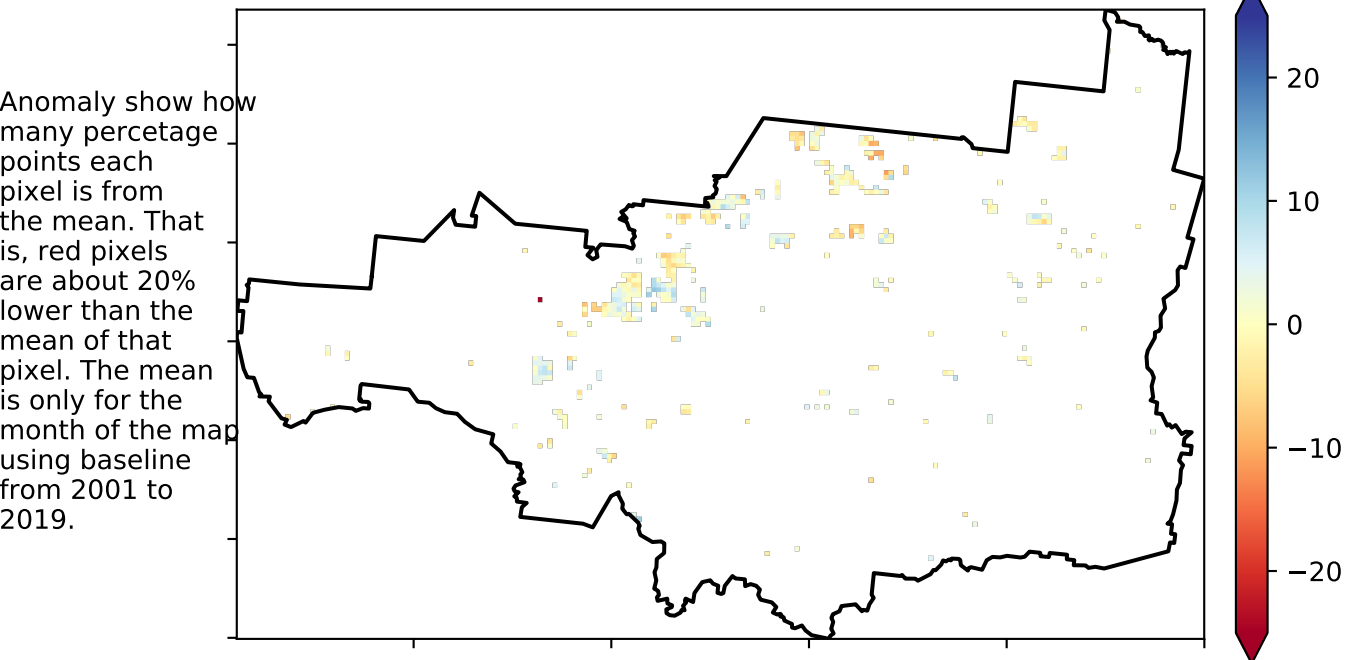 Anomaly show how
many percetage
points each
pixel is from
the mean. That
is, red pixels
are about 20%
lower than the
mean of that
pixel. The mean
is only for the
month of the map
using baseline
from 2001 to
2019.
20
10
0
−10
−20